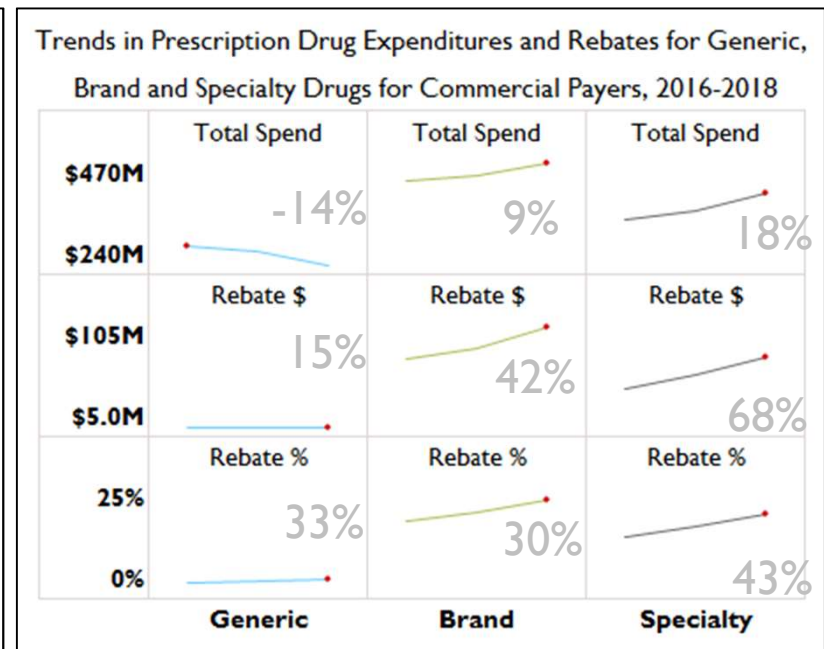 Trends in Prescription Drug Expenditures and Rebates for Generic,
Brand and Specialty Drugs for Commercial Payers, 2016-2018
Total Spend
Total Spend
Total Spend
$470M
$240M
-14%
9%
18%
Rebate $
Rebate $
Rebate $
$105M
$5.0M
15%
42%
68%
Rebate %
Rebate %
Rebate %
25%
0%
33%
30%
43%
Generic
Brand
Specialty